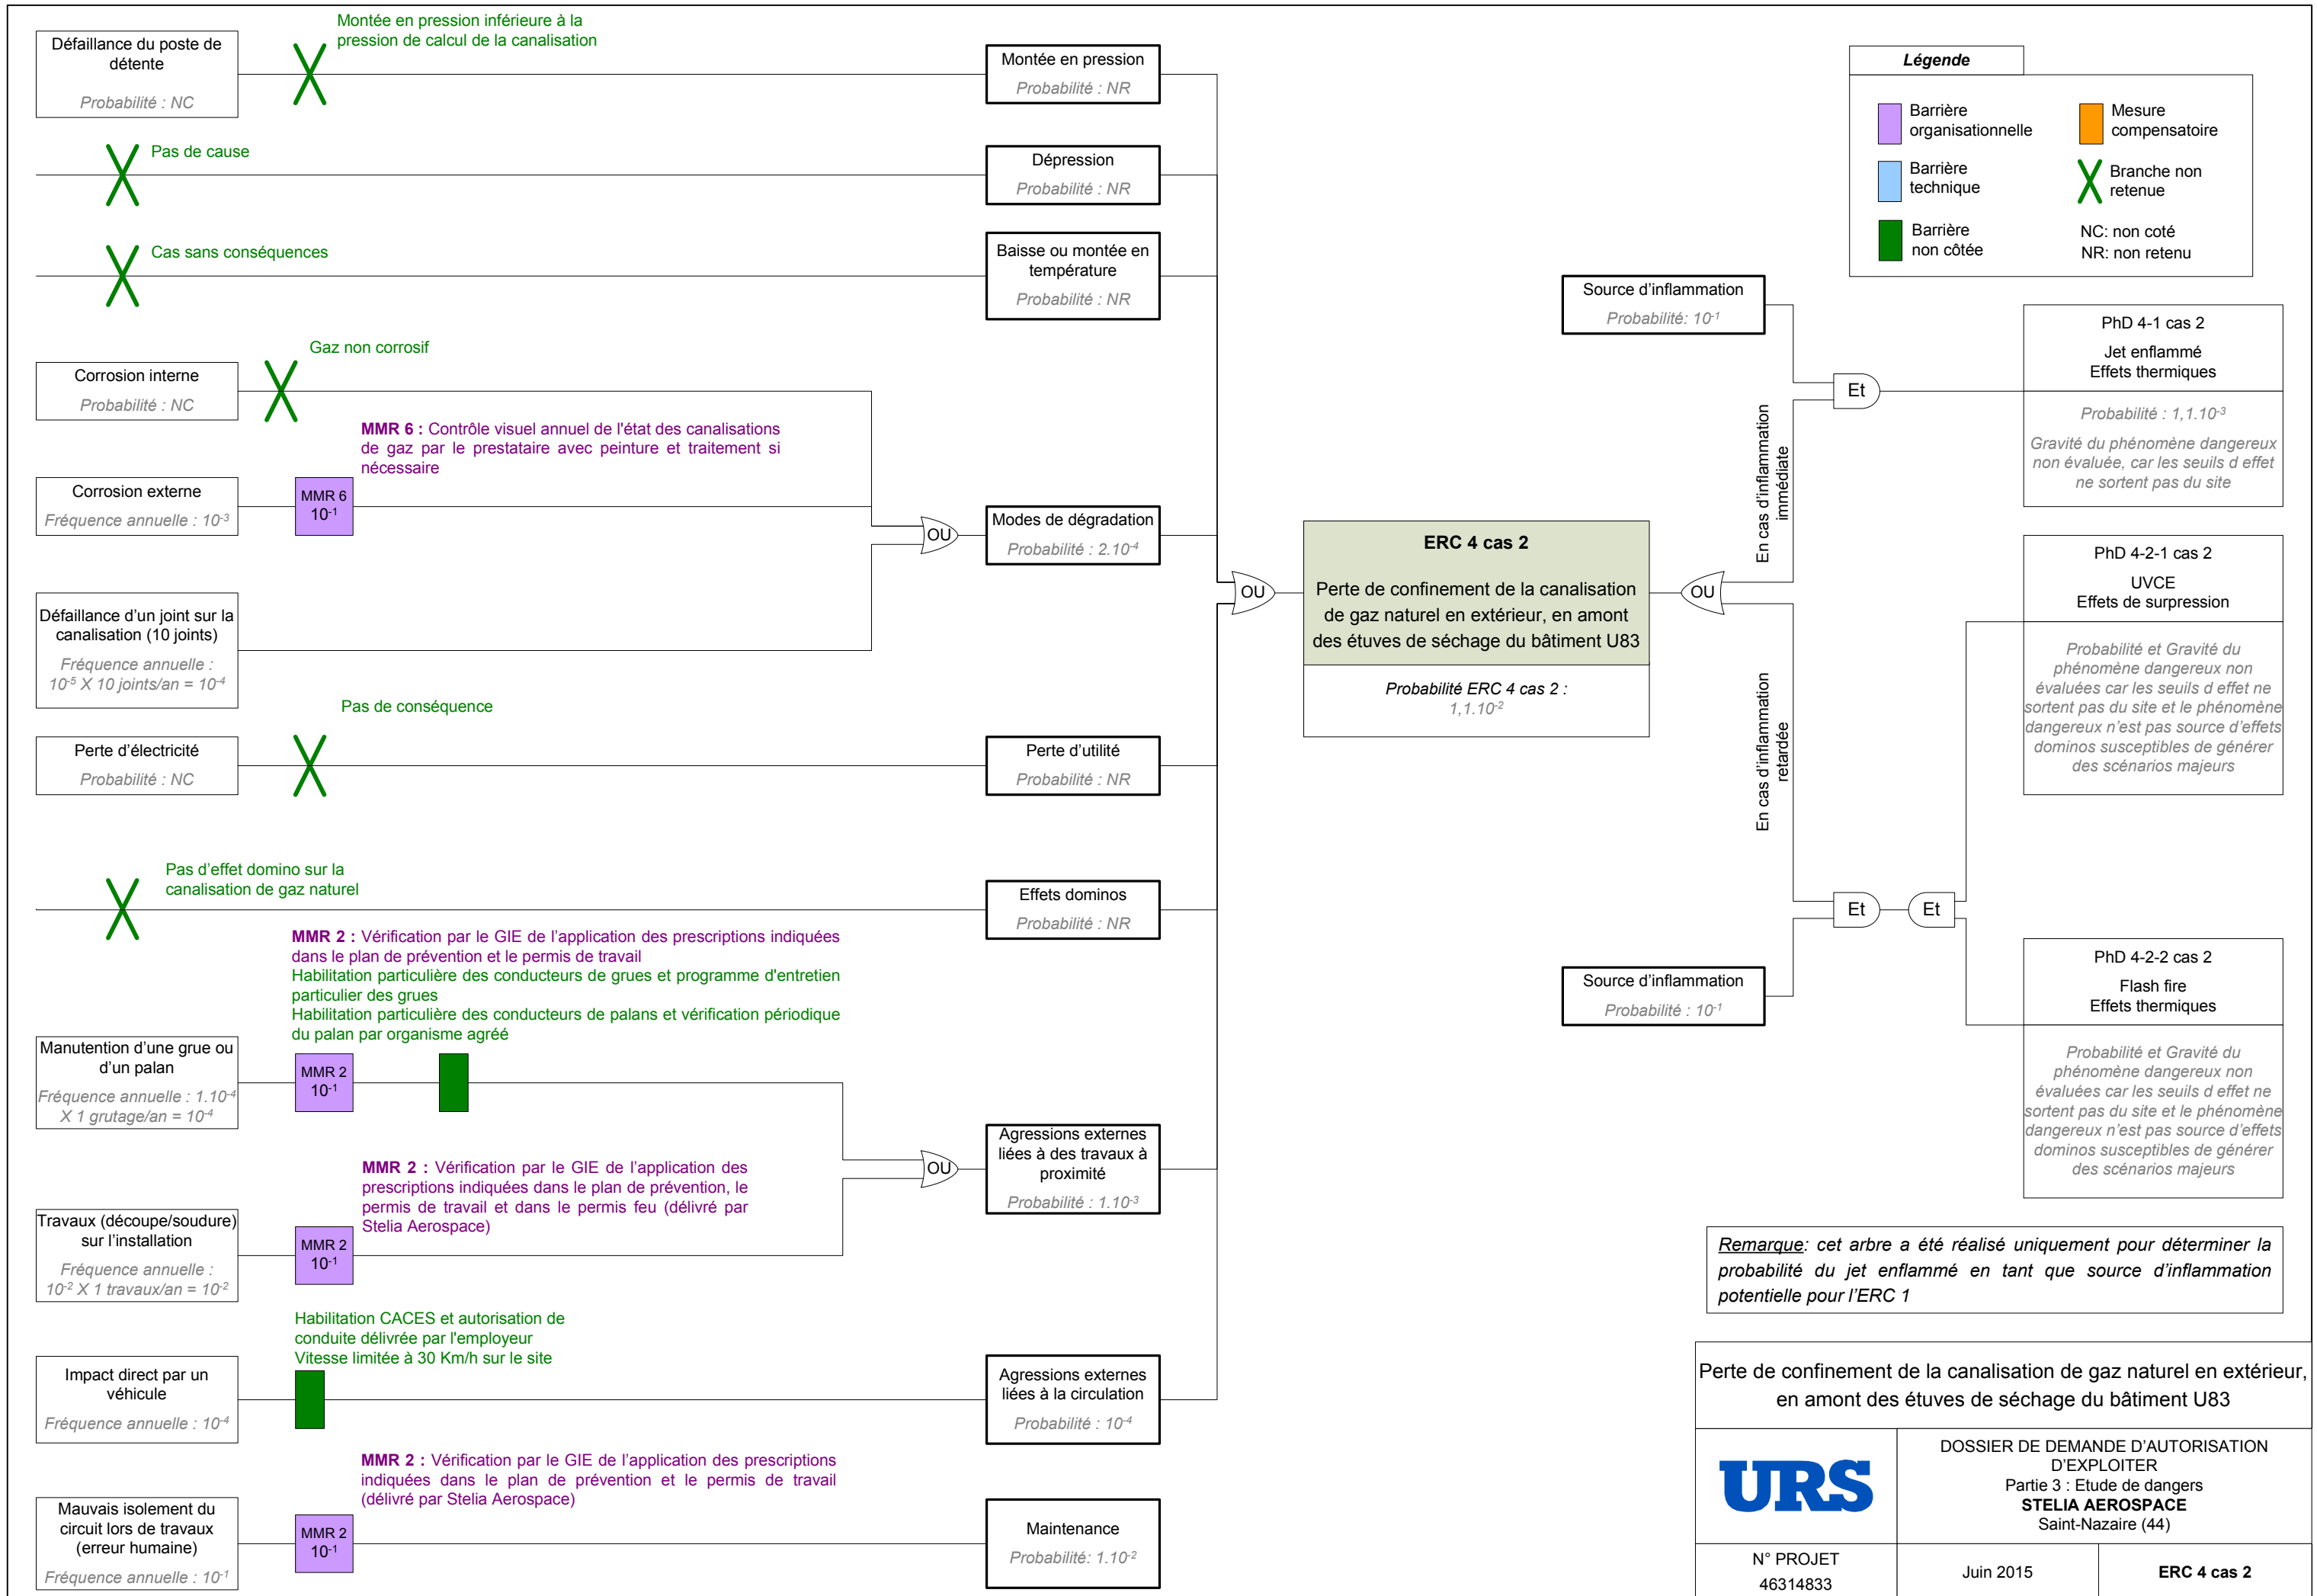 Défaillance du poste de
détente
Probabilité : NC
Montée en pression inférieure à la
pression de calcul de la canalisation
Montée en pression
Probabilité : NR
Pas de cause
Dépression
Probabilité : NR
Cas sans conséquences
Baisse ou montée en
température
Probabilité : NR
Corrosion interne
Probabilité : NC
Gaz non corrosif
MMR 6 : Contrôle visuel annuel de l'état des canalisations
de gaz par le prestataire avec peinture et traitement si
nécessaire
Corrosion externe
Fréquence annuelle : 10-3
MMR 6
10-1
OU
Modes de dégradation
Probabilité : 2.10-4
Défaillance d’un joint sur la
canalisation (10 joints)
Fréquence annuelle :
10-5 X 10 joints/an = 10-4
Pas de conséquence
Perte d’électricité
Probabilité : NC
Perte d’utilité
Probabilité : NR
Pas d’effet domino sur la
canalisation de gaz naturel
Effets dominos
Probabilité : NR
MMR 2 : Vérification par le GIE de l’application des prescriptions indiquées
dans le plan de prévention et le permis de travail
Habilitation particulière des conducteurs de grues et programme d'entretien
particulier des grues
Habilitation particulière des conducteurs de palans et vérification périodique
du palan par organisme agréé
Manutention d’une grue ou
d’un palan
Fréquence annuelle : 1.10-4
X 1 grutage/an = 10-4
MMR 2
10-1
MMR 2 : Vérification par le GIE de l’application des
prescriptions indiquées dans le plan de prévention, le
permis de travail et dans le permis feu (délivré par
Stelia Aerospace)
OU
Agressions externes
liées à des travaux à
proximité
Probabilité : 1.10-3
Travaux (découpe/soudure)
sur l’installation
Fréquence annuelle :
10-2 X 1 travaux/an = 10-2
MMR 2
10-1
Habilitation CACES et autorisation de
conduite délivrée par l'employeur
Vitesse limitée à 30 Km/h sur le site
Impact direct par un
véhicule
Fréquence annuelle : 10-4
Agressions externes
liées à la circulation
Probabilité : 10-4
MMR 2 : Vérification par le GIE de l’application des prescriptions
indiquées dans le plan de prévention et le permis de travail
(délivré par Stelia Aerospace)
Mauvais isolement du
circuit lors de travaux
(erreur humaine)
Fréquence annuelle : 10-1
MMR 2
10-1
Maintenance
Probabilité: 1.10-2
OU
ERC 4 cas 2
Perte de confinement de la canalisation
de gaz naturel en extérieur, en amont
des étuves de séchage du bâtiment U83
Probabilité ERC 4 cas 2 :
1,1.10-2
OU
En cas d’inflammation
immédiate
En cas d’inflammation
retardée
Source d’inflammation
Probabilité: 10-1
Et
Source d’inflammation
Probabilité : 10-1
Et
Et
Légende
Barrière
organisationnelle
Mesure
compensatoire
Barrière
technique
Branche non
retenue
Barrière
non côtée
NC: non coté
NR: non retenu
PhD 4-1 cas 2
Jet enflammé
Effets thermiques
Probabilité : 1,1.10-3
Gravité du phénomène dangereux
non évaluée, car les seuils d effet
ne sortent pas du site
PhD 4-2-1 cas 2
UVCE
Effets de surpression
Probabilité et Gravité du
phénomène dangereux non
évaluées car les seuils d effet ne
sortent pas du site et le phénomène
dangereux n’est pas source d’effets
dominos susceptibles de générer
des scénarios majeurs
PhD 4-2-2 cas 2
Flash fire
Effets thermiques
Probabilité et Gravité du
phénomène dangereux non
évaluées car les seuils d effet ne
sortent pas du site et le phénomène
dangereux n’est pas source d’effets
dominos susceptibles de générer
des scénarios majeurs
Remarque: cet arbre a été réalisé uniquement pour déterminer la
probabilité du jet enflammé en tant que source d’inflammation
potentielle pour l’ERC 1
Perte de confinement de la canalisation de gaz naturel en extérieur,
en amont des étuves de séchage du bâtiment U83
URS
DOSSIER DE DEMANDE D’AUTORISATION
D’EXPLOITER
Partie 3 : Etude de dangers
STELIA AEROSPACE
Saint-Nazaire (44)
N° PROJET
46314833
Juin 2015
ERC 4 cas 2